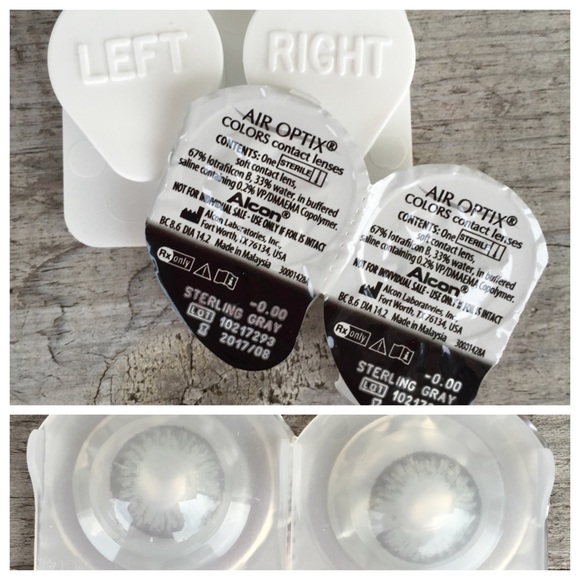 LEFT
RIGHT
AIR OPTIX®
COLORS contact lenses
CONTENTS: One STERILE
soft contact lens,
67% lotrafilcon B, 33% water, in buffered
saline containing 0.2% VP/DMAEMA Copolymer.
Alcon®
NOT FOR INDIVIDUAL SALE - USE ONLY IF FOIL IS INTACT
Alcon Laboratories, Inc.
Fort Worth, TX 76134, USA
BC 8.6 DIA 14.2 Made in Malaysia
30001428A
Rx only
-0.00
STERLING GRAY
LOT 10217293
2017/08
AIR OPTIX®
COLORS contact lenses
CONTENTS: One STERILE
soft contact lens,
67% lotrafilcon B, 33% water, in buffered
saline containing 0.2% VP/DMAEMA Copolymer.
Alcon®
NOT FOR INDIVIDUAL SALE - USE ONLY IF FOIL IS INTACT
Alcon Laboratories, Inc.
Fort Worth, TX 76134, USA
BC 8.6 DIA 14.2 Made in Malaysia
30001428A
Rx only
-0.00
STERLING GRAY
LOT